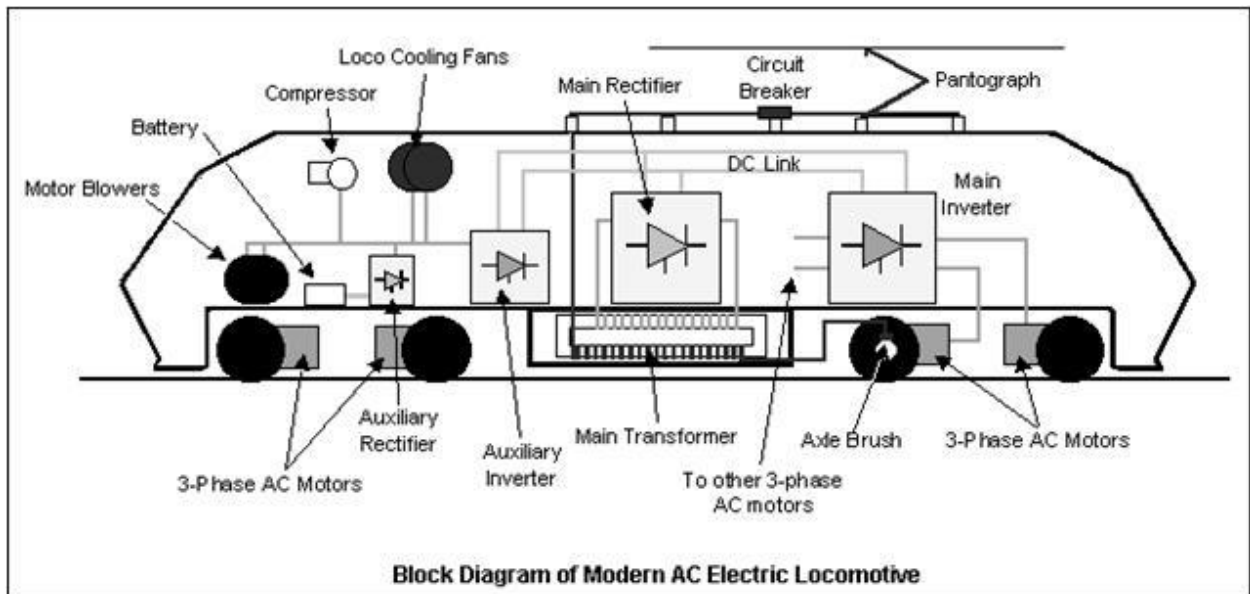 Loco Cooling Fans
Circuit
Breaker
Main Rectifier
Pantograph
Compressor
Battery
DC Link
Main
Inverter
Motor Blowers
Auxiliary
Rectifier
3-Phase AC Motors
Auxiliary
Inverter
Main Transformer
To other 3-phase
AC motors
Axle Brush
3-Phase AC Motors
Block Diagram of Modern AC Electric Locomotive